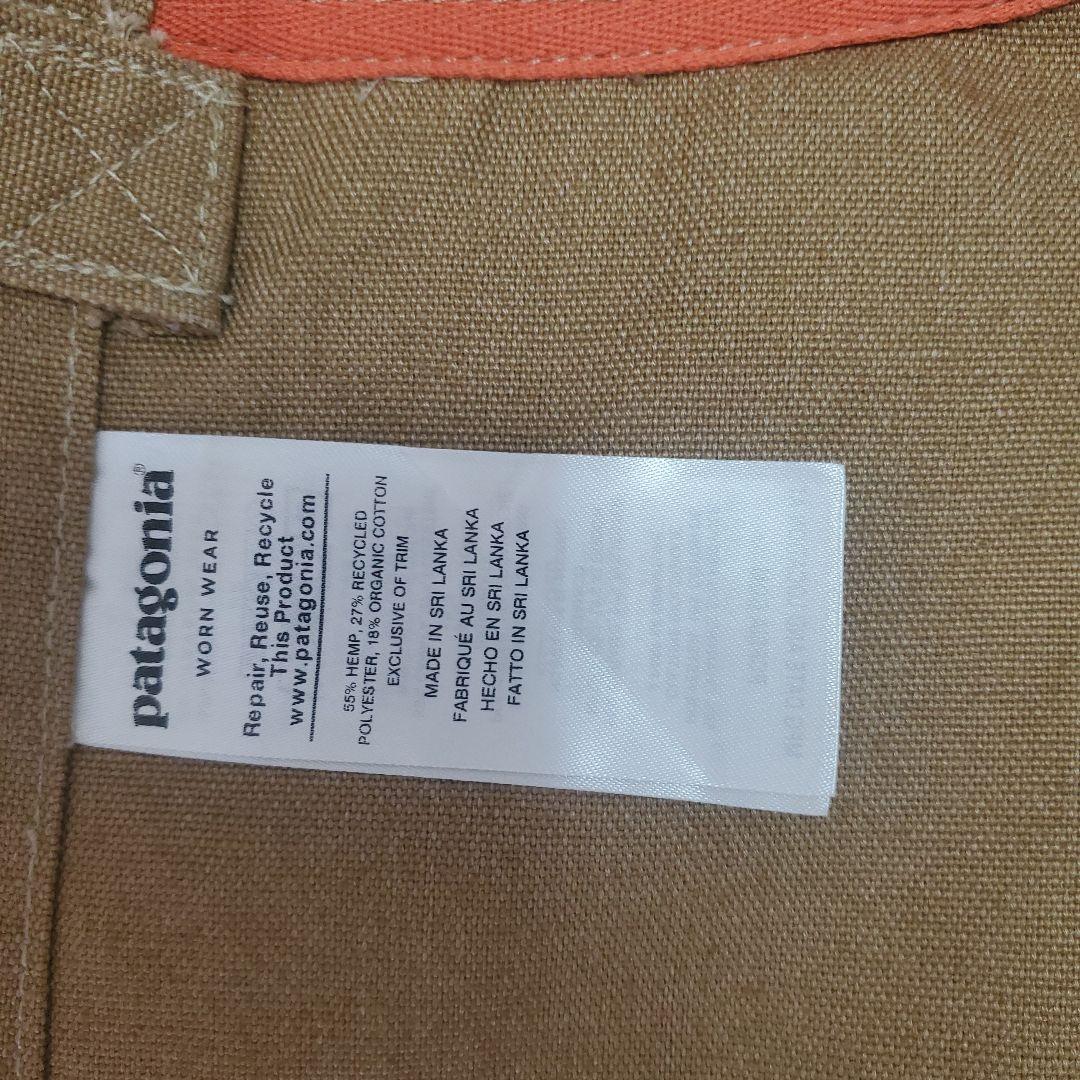 patagonia®
WORN WEAR
Repair, Reuse, Recycle
This Product
www.patagonia.com
55% HEMP, 27% RECYCLED
POLYESTER, 18% ORGANIC COTTON
EXCLUSIVE OF TRIM
MADE IN SRI LANKA
FABRIQUÉ AU SRI LANKA
HECHO EN SRI LANKA
FATTO IN SRI LANKA